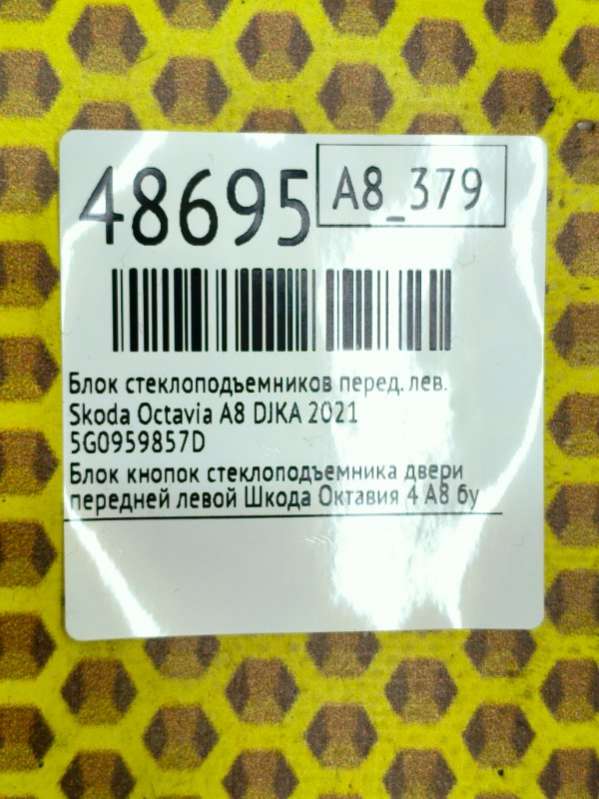 48695
A8_379
Блок стеклоподъемников перед. лев.
Skoda Octavia A8 DJKA 2021
5G0959857D
Блок кнопок стеклоподъемника двери
передней левой Шкода Октавия 4 А8 бу